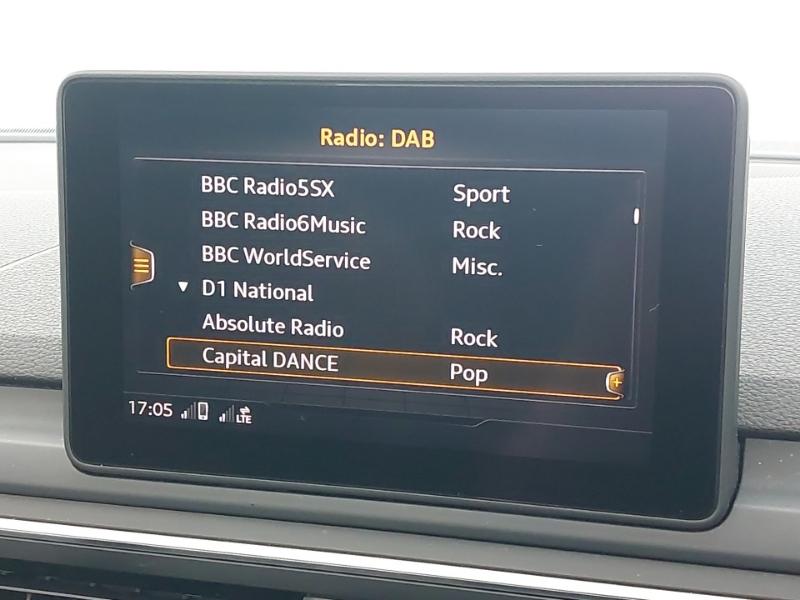 Radio: DAB
BBC Radio5SX Sport
BBC Radio6Music Rock
BBC WorldService Misc.
▼ D1 National
Absolute Radio Rock
Capital DANCE Pop
17:05 LTE